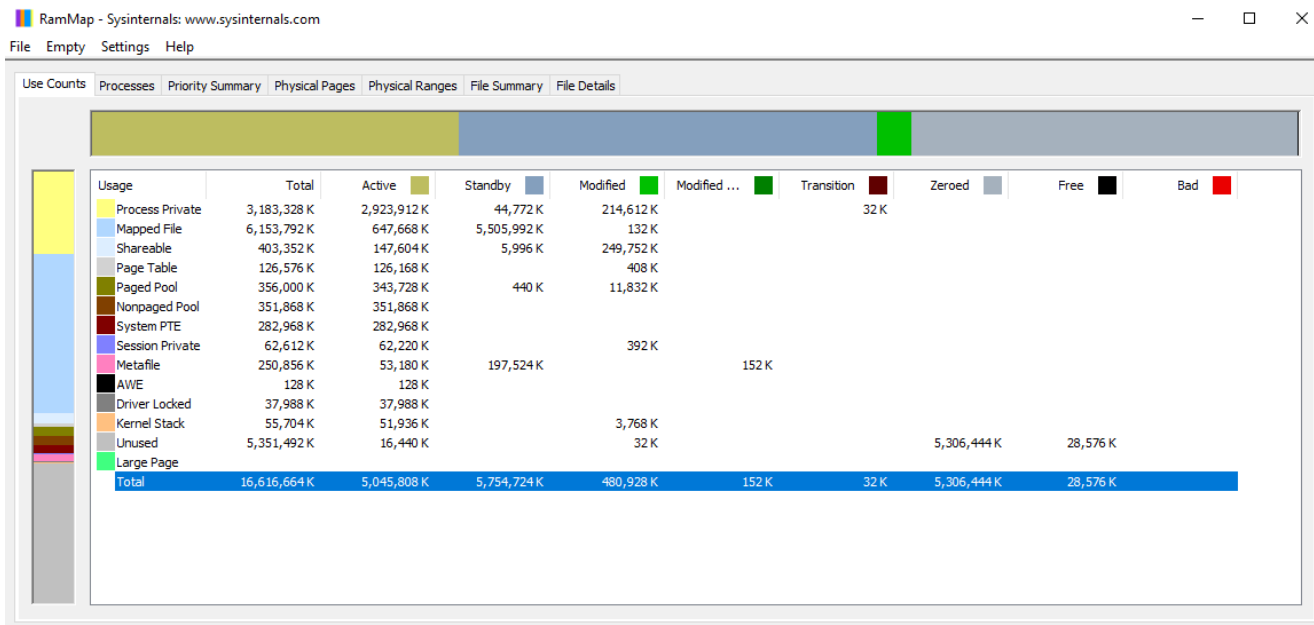 RamMap - Sysinternals: www.sysinternals.com
File Empty Settings Help
Use Counts Processes Priority Summary Physical Pages Physical Ranges File Summary File Details
Usage Total Active Standby Modified Modified ... Transition Zeroed Free Bad
Process Private 3,183,328 K 2,923,912 K 44,772 K 214,612 K 32 K
Mapped File 6,153,792 K 647,668 K 5,505,992 K 132 K
Shareable 403,352 K 147,604 K 5,996 K 249,752 K
Page Table 126,576 K 126,168 K 408 K
Paged Pool 356,000 K 343,728 K 440 K 11,832 K
Nonpaged Pool 351,868 K 351,868 K
System PTE 282,968 K 282,968 K
Session Private 62,612 K 62,220 K 392 K
Metafile 250,856 K 53,180 K 197,524 K 152 K
AWE 128 K 128 K
Driver Locked 37,988 K 37,988 K
Kernel Stack 55,704 K 51,936 K 3,768 K
Unused 5,351,492 K 16,440 K 32 K 5,306,444 K 28,576 K
Large Page
Total 16,616,664 K 5,045,808 K 5,754,724 K 480,928 K 152 K 32 K 5,306,444 K 28,576 K